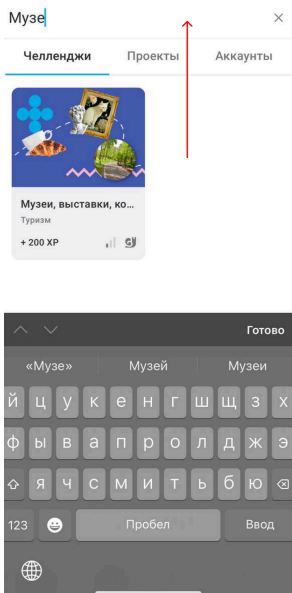 Музе
Челленджи Проекты Аккаунты
Музеи, выставки, ко...
Туризм
+ 200 XP
Готово
«Музе» Музей Музеи
й ц у к е н г ш щ з х
ф ы в а п р о л д ж э
я ч с м и т ь б ю
123 Пробел Ввод